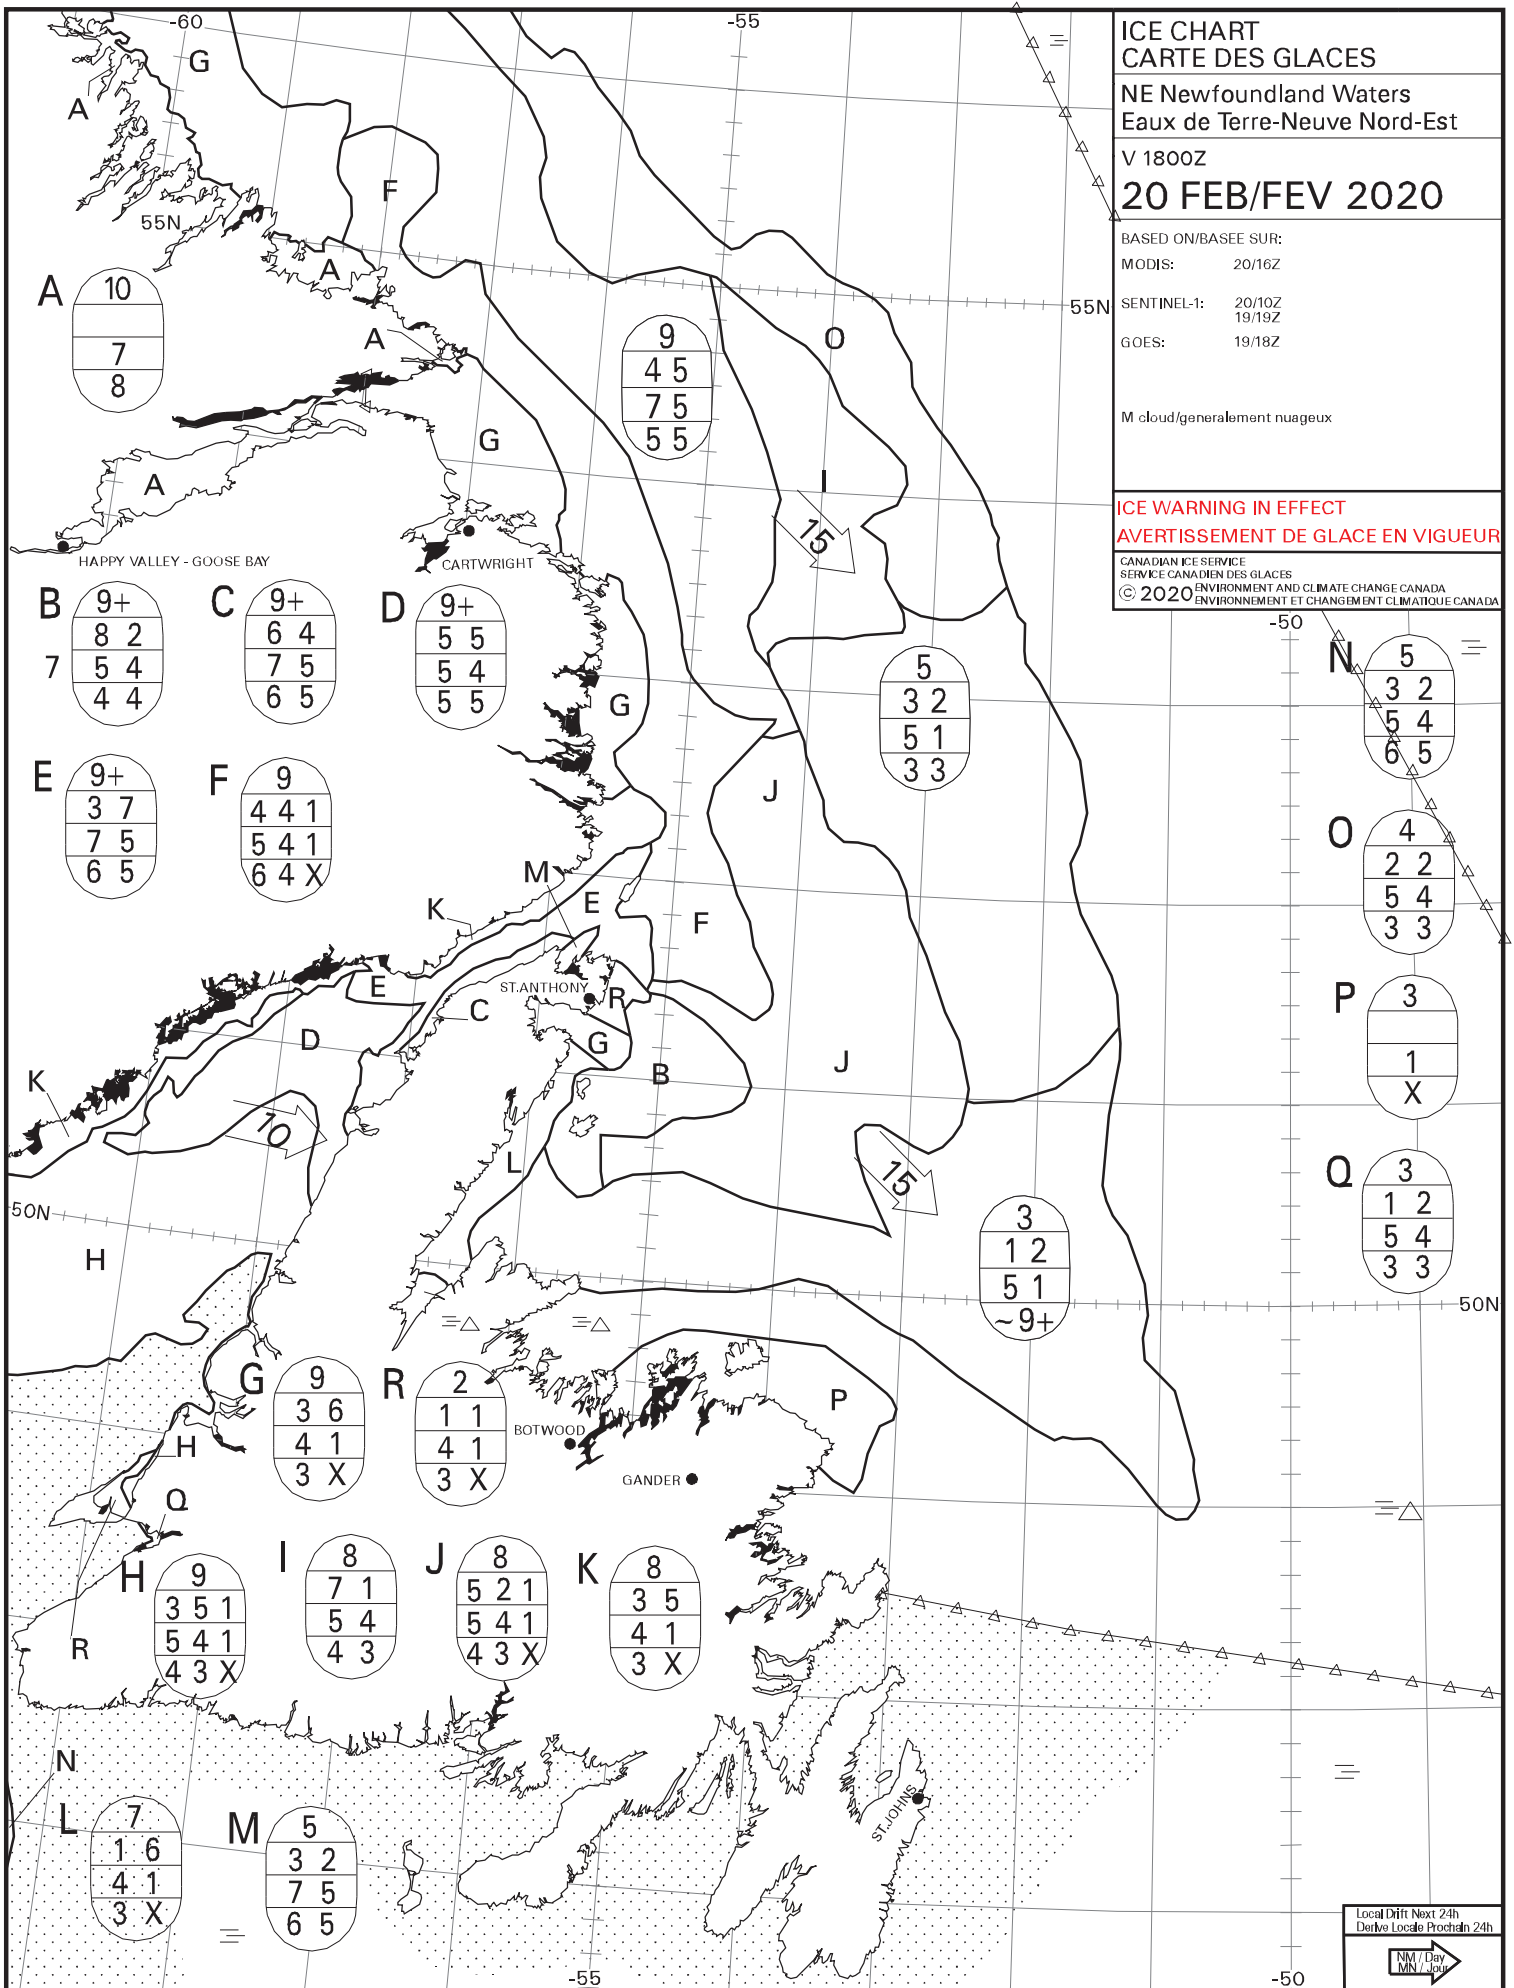 -60
-55
ICE CHART
CARTE DES GLACES
NE Newfoundland Waters
Eaux de Terre-Neuve Nord-Est
V 1800Z
20 FEB/FEV 2020
BASED ON/BASEE SUR:
MODIS: 20/16Z
SENTINEL-1: 20/10Z
19/19Z
GOES: 19/18Z
M cloud/generalement nuageux
ICE WARNING IN EFFECT
AVERTISSEMENT DE GLACE EN VIGUEUR
CANADIAN ICE SERVICE
SERVICE CANADIEN DES GLACES
© 2020 ENVIRONMENT AND CLIMATE CHANGE CANADA
ENVIRONNEMENT ET CHANGEMENT CLIMATIQUE CANADA
G
A
F
55N
A
55N
A
10
7
8
A
O
9
4 5
7 5
5 5
G
I
A
15
HAPPY VALLEY - GOOSE BAY
CARTWRIGHT
B
9+
8 2
7
5 4
4 4
C
9+
6 4
7 5
6 5
D
9+
5 5
5 4
5 5
-50
N
5
3 2
5 4
6 5
5
3 2
5 1
3 3
G
J
E
9+
3 7
7 5
6 5
F
9
4 4 1
5 4 1
6 4 X
O
4
2 2
5 4
3 3
M
K
E
F
E
ST.ANTHONY
R
C
P
3
1
X
D
G
B
J
K
10
L
15
Q
3
1 2
5 4
3 3
50N
H
3
1 2
5 1
~9+
50N
G
9
3 6
4 1
3 X
R
2
1 1
4 1
3 X
P
BOTWOOD
GANDER
H
Q
H
9
3 5 1
5 4 1
4 3 X
I
8
7 1
5 4
4 3
J
8
5 2 1
5 4 1
4 3 X
K
8
3 5
4 1
3 X
R
N
L
7
1 6
4 1
3 X
M
5
3 2
7 5
6 5
ST.JOHNS
Local Drift Next 24h
Derive Locale Prochain 24h
NM / Day
MN / Jour
-55
-50